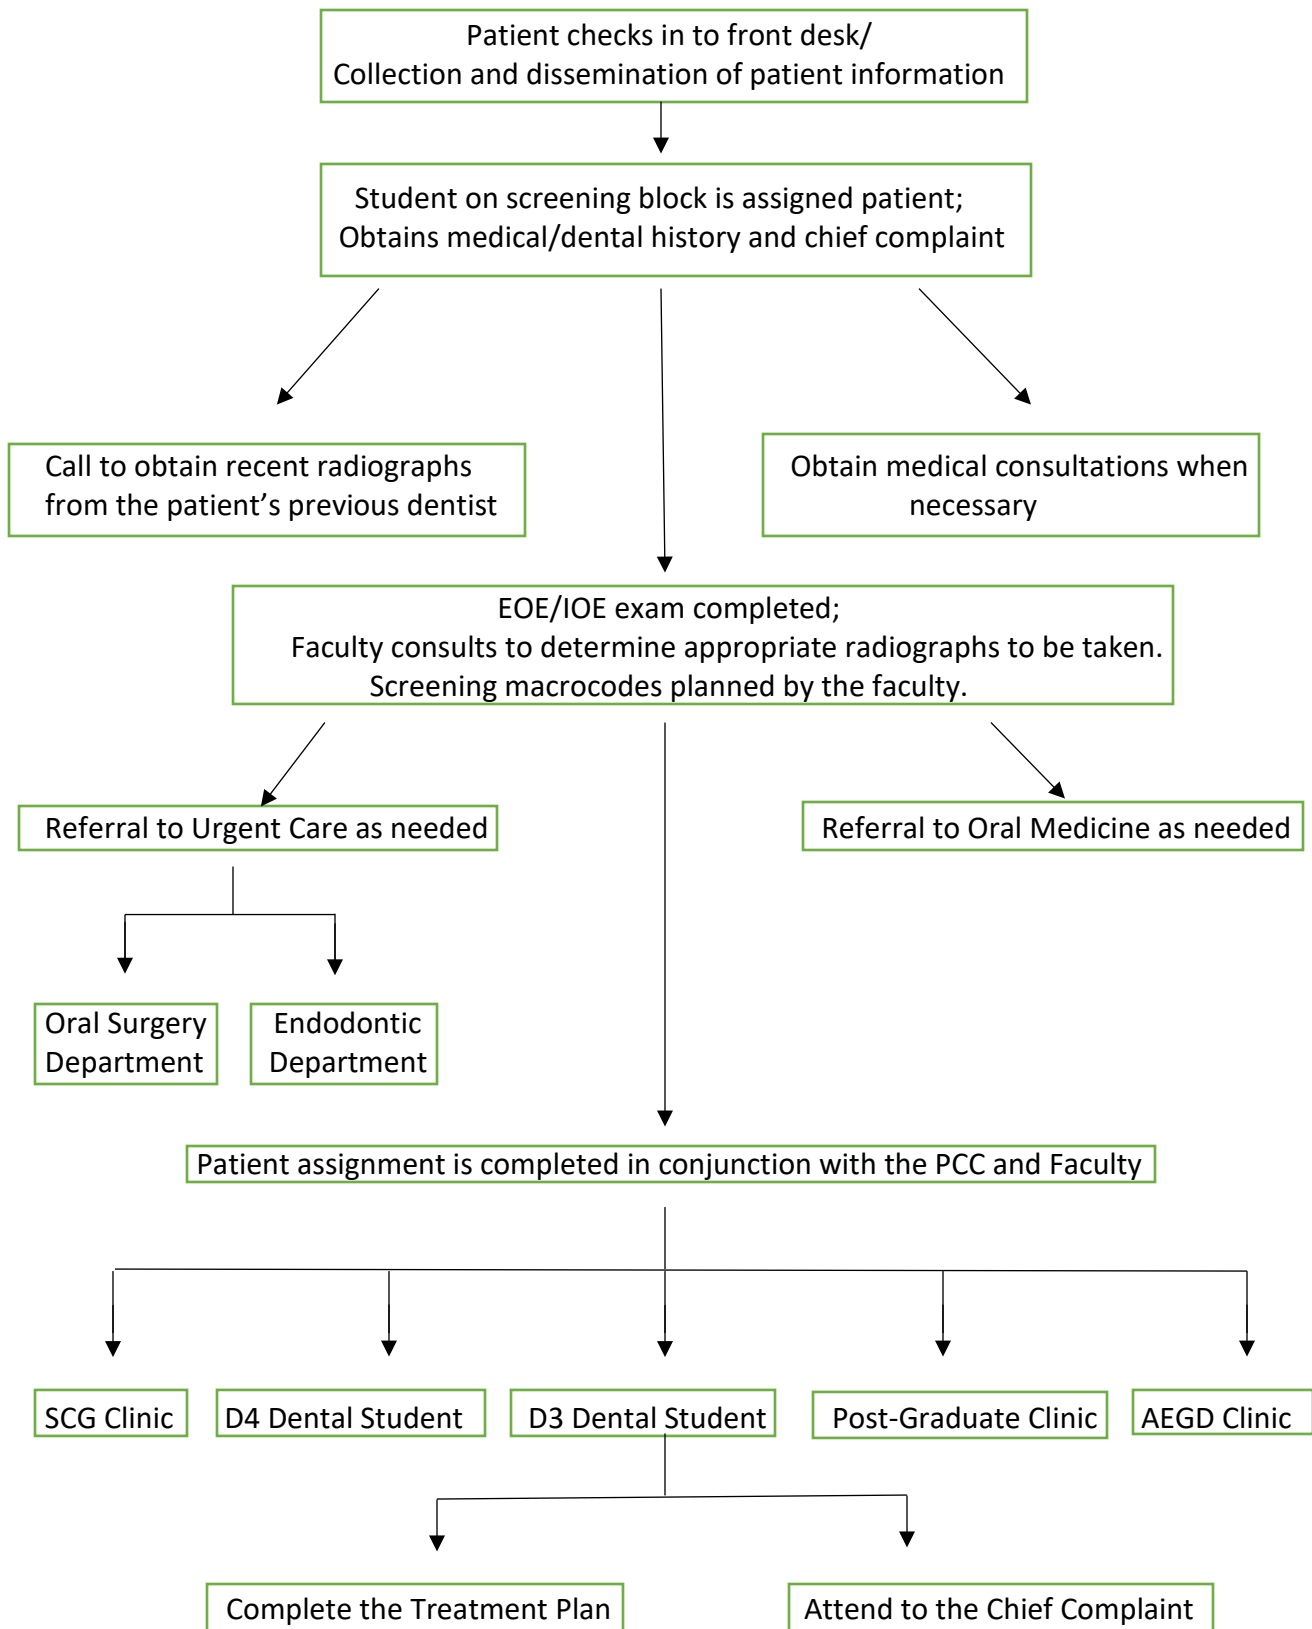 Patient checks in to front desk/
Collection and dissemination of patient information
Student on screening block is assigned patient;
Obtains medical/dental history and chief complaint
Call to obtain recent radiographs
from the patient’s previous dentist
Obtain medical consultations when
necessary
EOE/IOE exam completed;
Faculty consults to determine appropriate radiographs to be taken.
Screening macrocodes planned by the faculty.
Referral to Urgent Care as needed
Referral to Oral Medicine as needed
Oral Surgery
Department
Endodontic
Department
Patient assignment is completed in conjunction with the PCC and Faculty
SCG Clinic
D4 Dental Student
D3 Dental Student
Post-Graduate Clinic
AEGD Clinic
Complete the Treatment Plan
Attend to the Chief Complaint